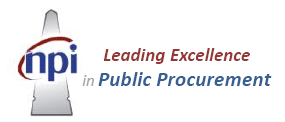 npi
Leading Excellence
in Public Procurement